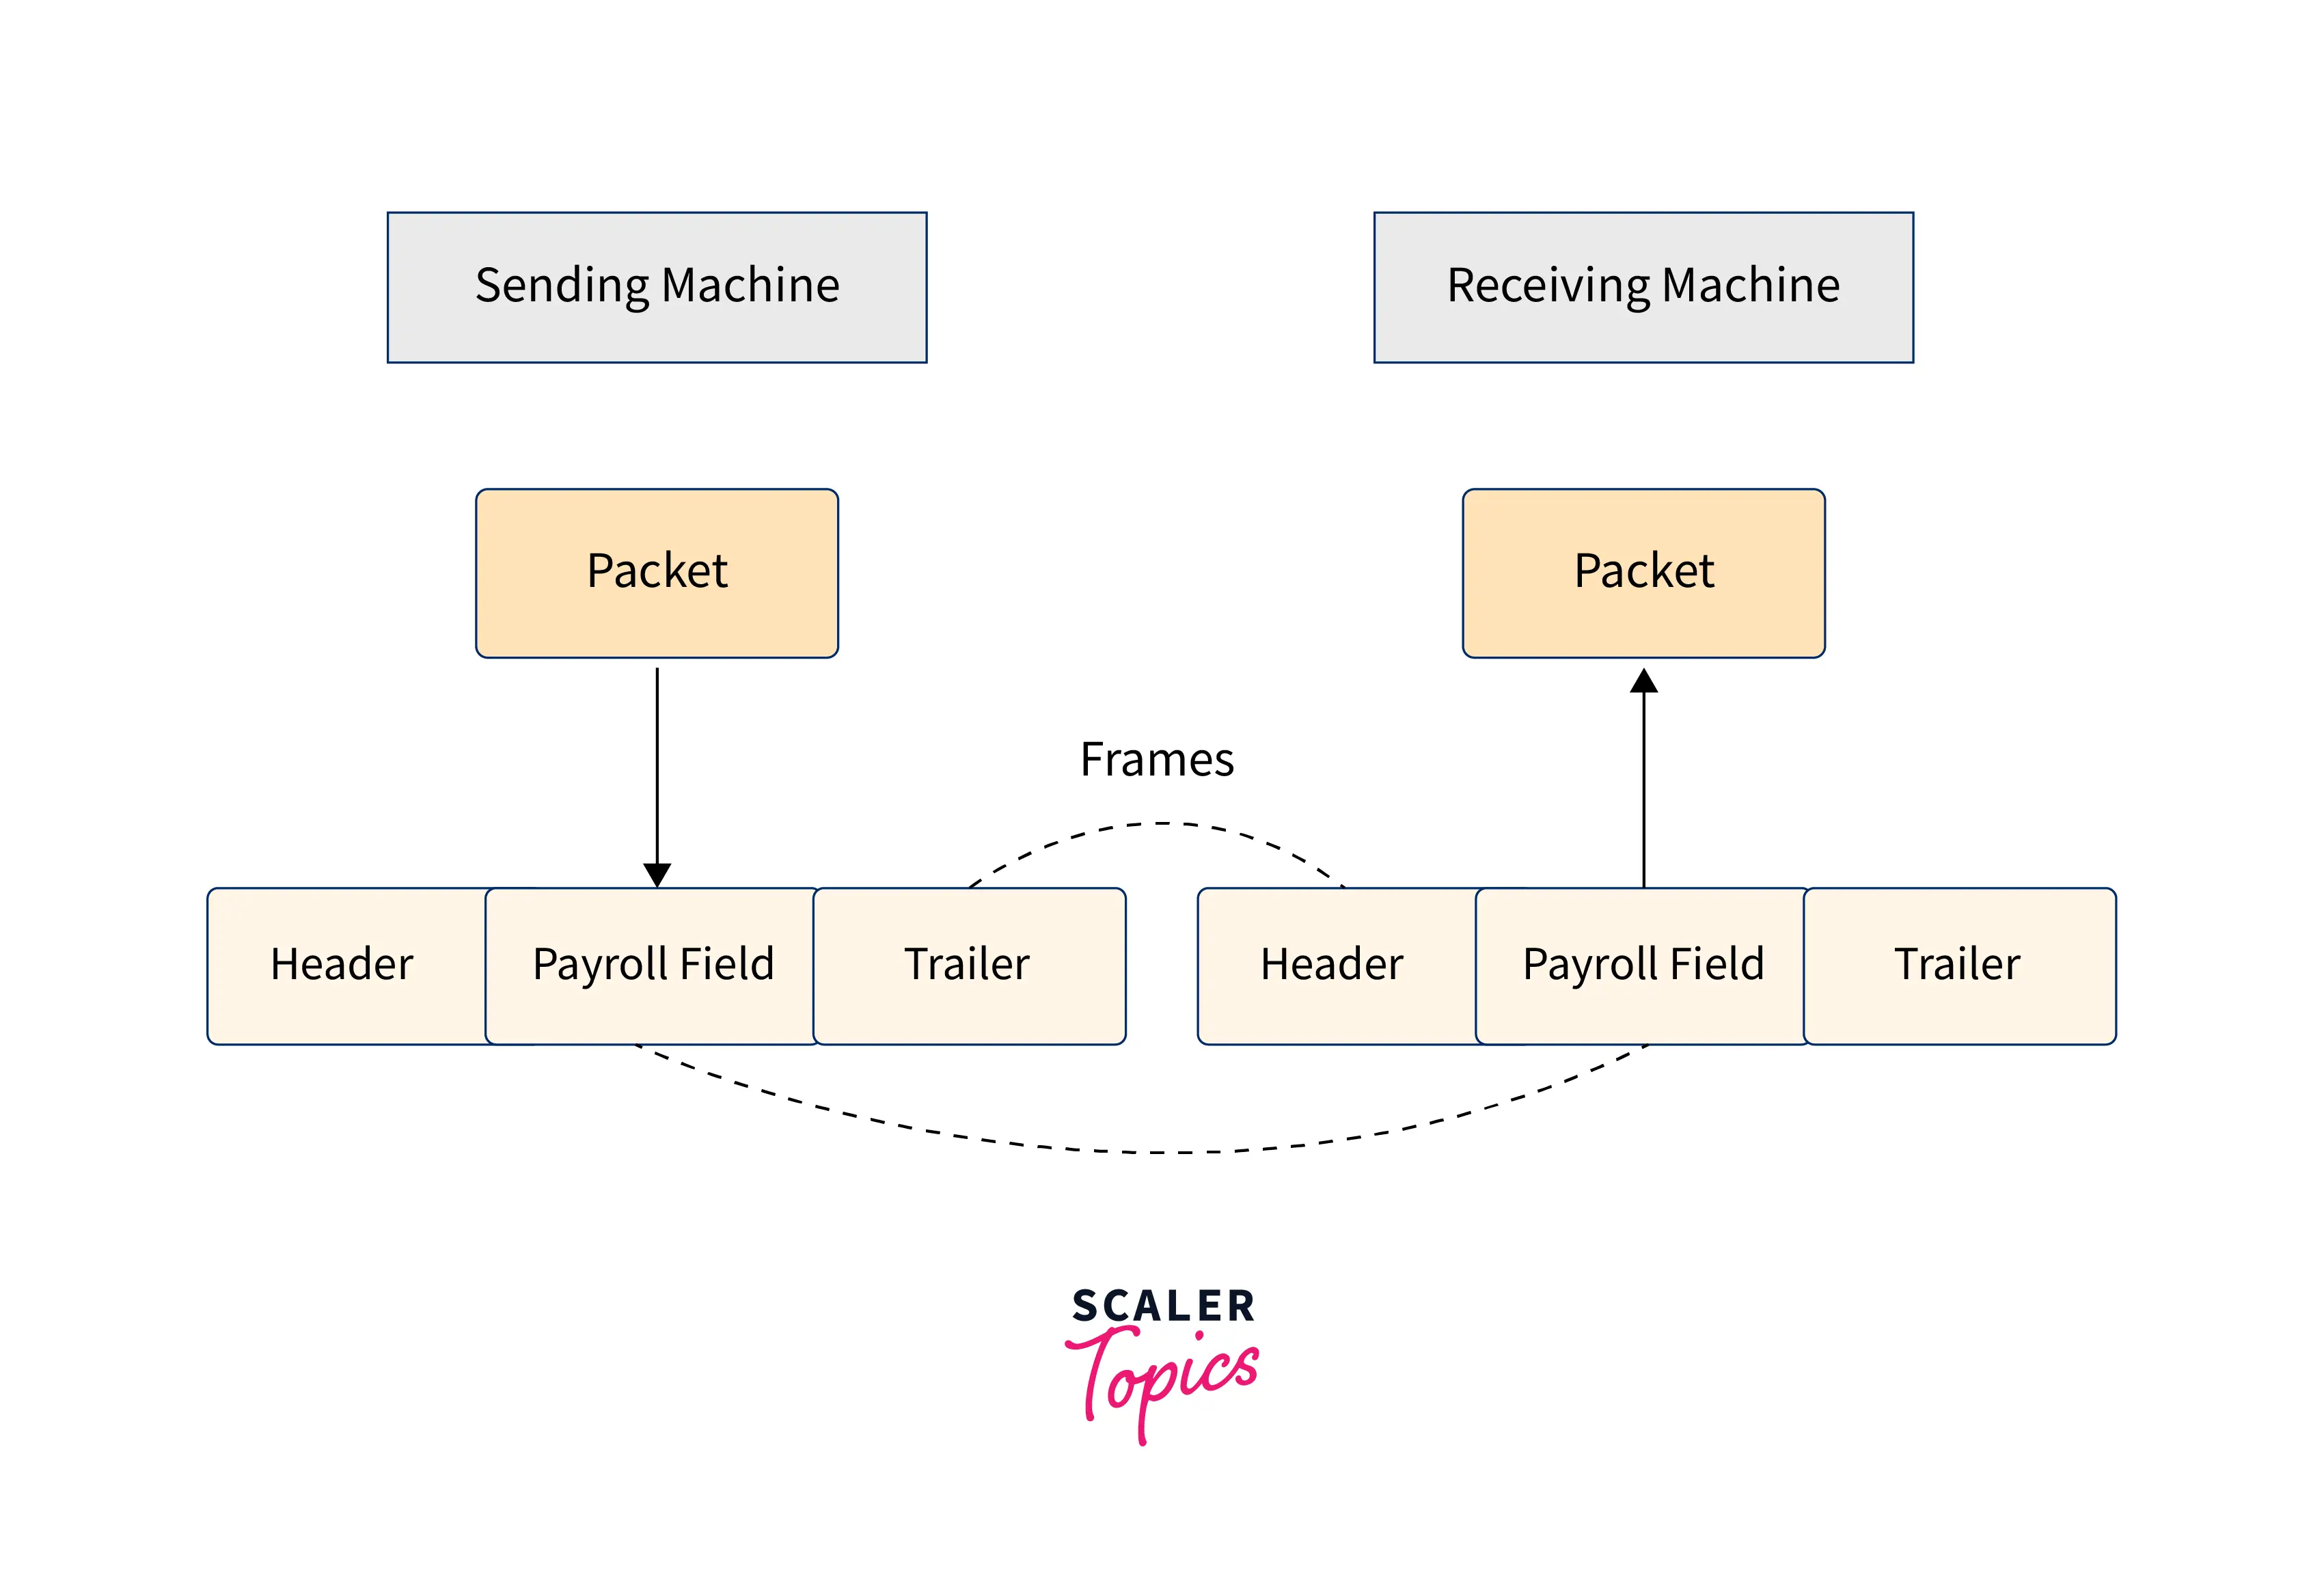 Sending Machine
Receiving Machine
Packet
Packet
Frames
Header
Payroll Field
Trailer
Header
Payroll Field
Trailer
SCALER
Topics